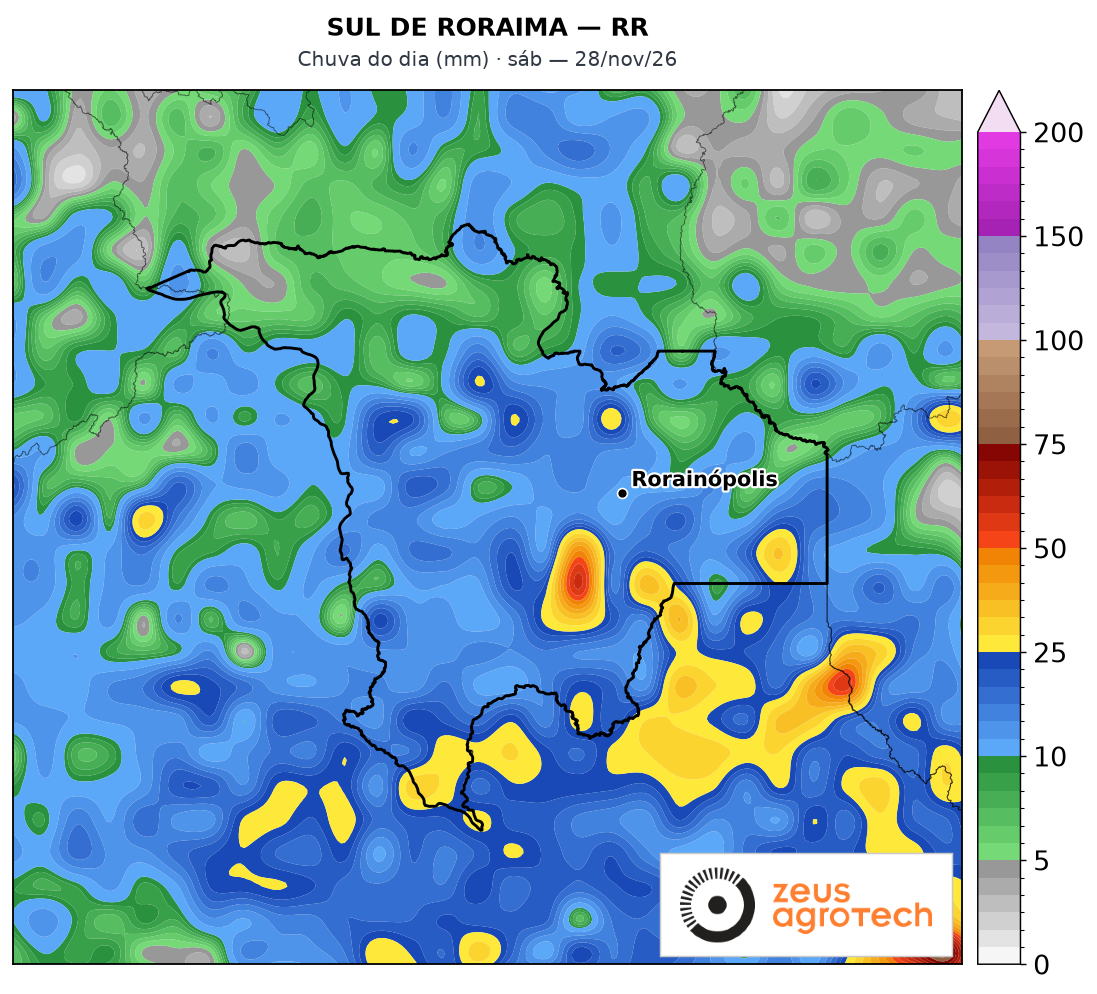 SUL DE RORAIMA — RR
Chuva do dia (mm) · sáb — 28/nov/26
200
150
100
75
50
25
10
5
0
Rorainópolis
zeus
agrotech